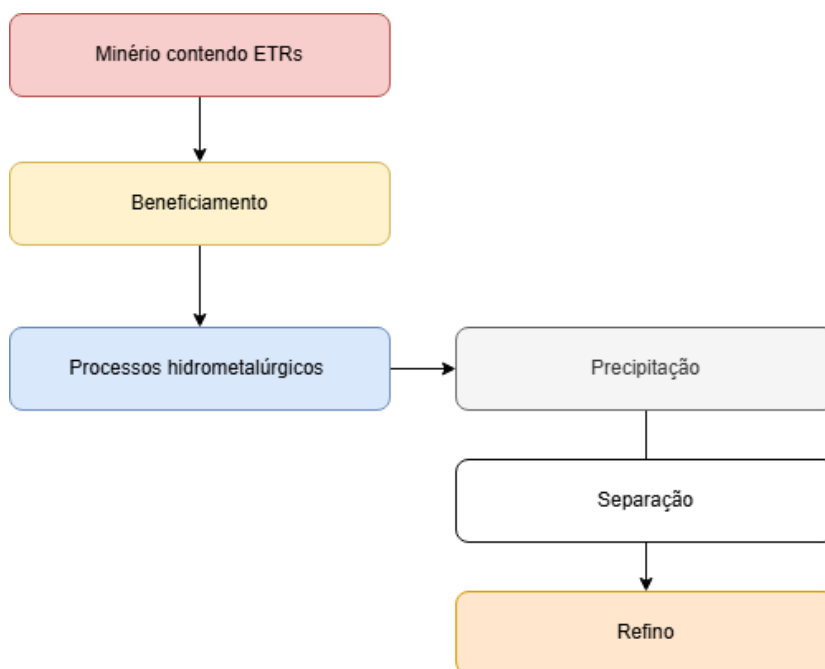 Minério contendo ETRs
Beneficiamento
Processos hidrometalúrgicos
Precipitação
Separação
Refino